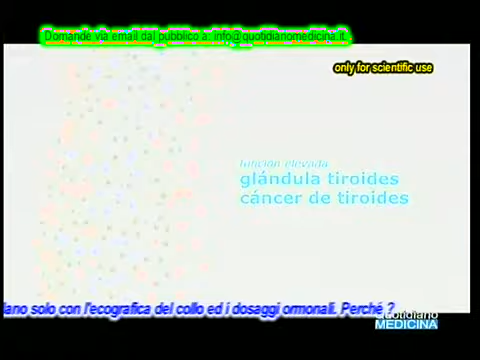 Domande via email dal pubblico a: info@quotidianomedicina.it
only for scientific use
función elevada
glándula tiroides
cáncer de tiroides
lano solo con l'ecografica del collo ed i dosaggi ormonali. Perché ?
Quotidiano
MEDICINA